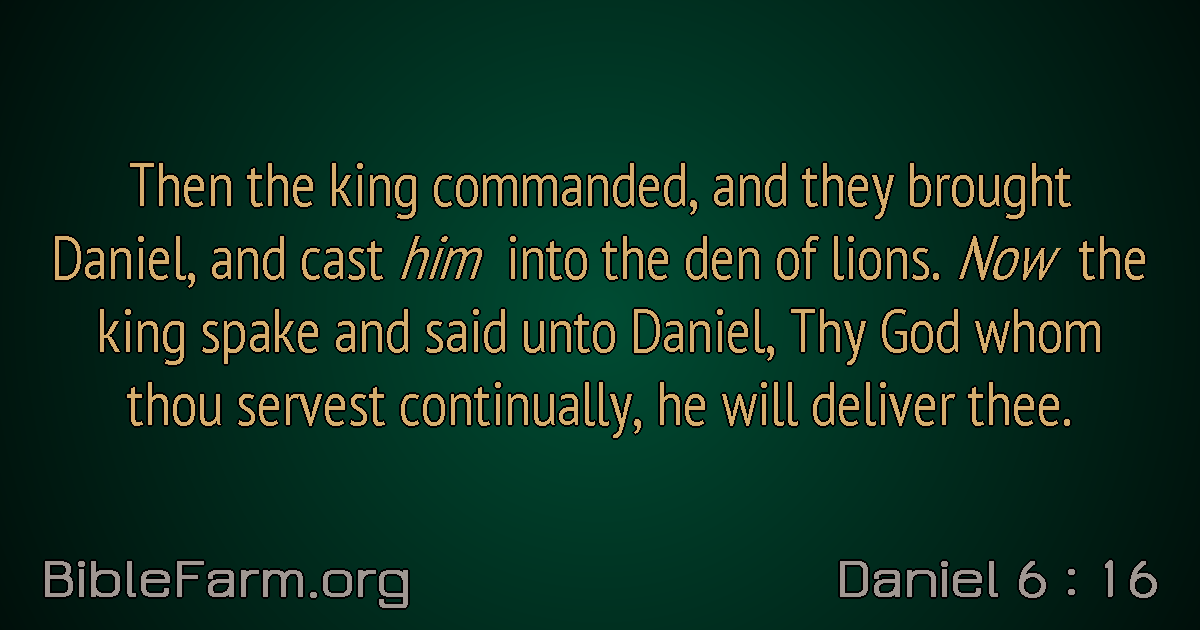 Then the king commanded, and they brought
Daniel, and cast him into the den of lions. Now the
king spake and said unto Daniel, Thy God whom
thou servest continually, he will deliver thee.
BibleFarm.org
Daniel 6 : 16